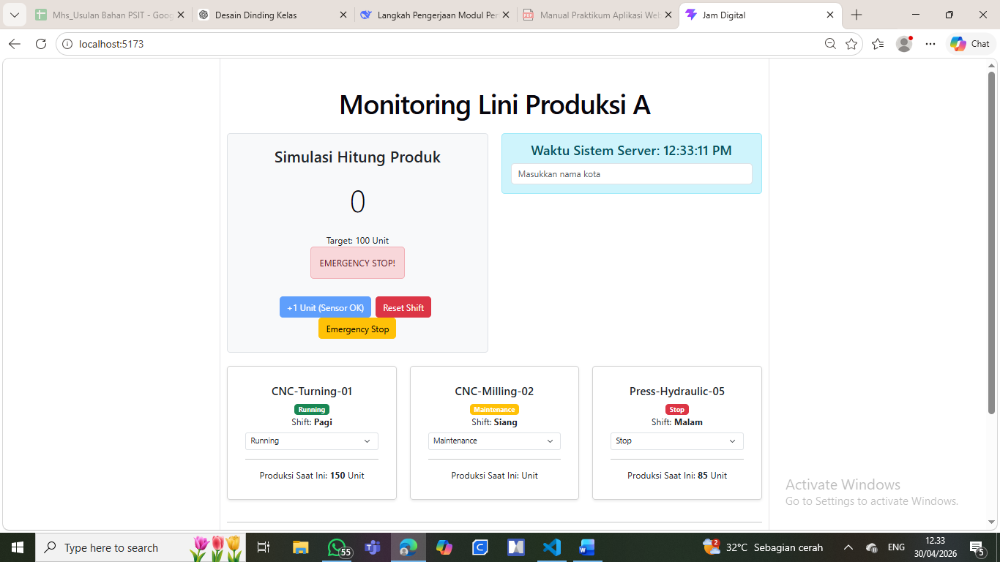 Mhs_Usulan Bahan PSIT - Goog
Desain Dinding Kelas
Langkah Pengerjaan Modul Per
Manual Praktikum Aplikasi Web
Jam Digital
localhost:5173
Chat
Monitoring Lini Produksi A
Simulasi Hitung Produk
0
Target: 100 Unit
EMERGENCY STOP!
+1 Unit (Sensor OK)
Reset Shift
Emergency Stop
Waktu Sistem Server: 12:33:11 PM
Masukkan nama kota
CNC-Turning-01
Running
Shift: Pagi
Running
Produksi Saat Ini: 150 Unit
CNC-Milling-02
Maintenance
Shift: Siang
Maintenance
Produksi Saat Ini: Unit
Press-Hydraulic-05
Stop
Shift: Malam
Stop
Produksi Saat Ini: 85 Unit
Activate Windows
Go to Settings to activate Windows.
Type here to search
55
2
32°C Sebagian cerah
ENG
12.33
30/04/2026
5